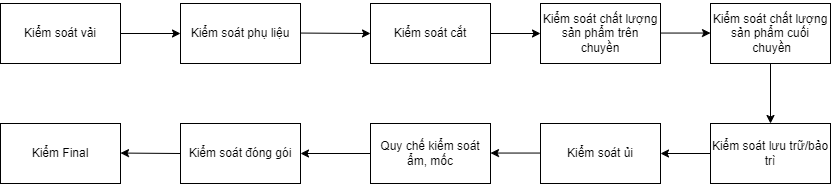 Kiểm soát vải
Kiểm soát phụ liệu
Kiểm soát cắt
Kiểm soát chất lượng
sản phẩm trên
chuyền
Kiểm soát chất lượng
sản phẩm cuối
chuyền
Kiểm soát lưu trữ/bảo
trì
Kiểm soát ủi
Quy chế kiểm soát
ẩm, mốc
Kiểm soát đóng gói
Kiểm Final